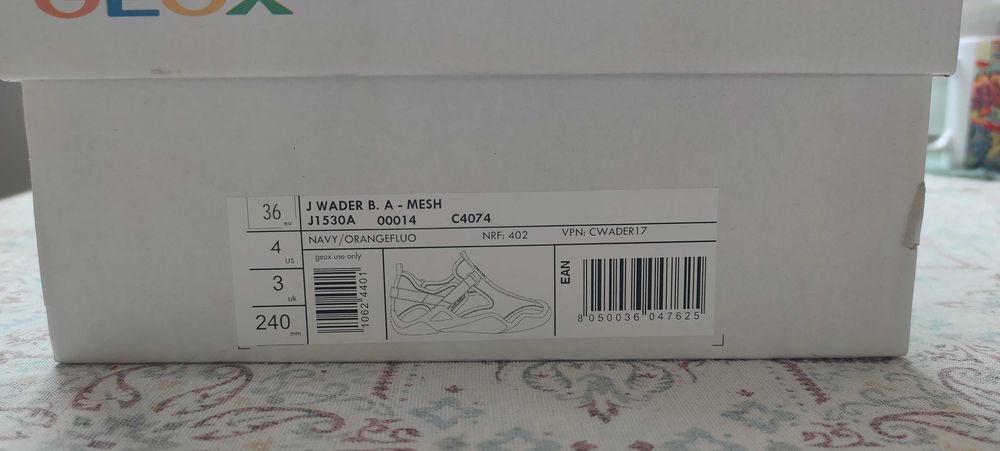 GEOX
36 eu
4 us
3 uk
240 mm
J WADER B. A - MESH
J1530A 00014 C4074
NAVY/ORANGEFLUO NRF: 402 VPN: CWADER17
geox use only
1062 4401
EAN
8 050036 047625